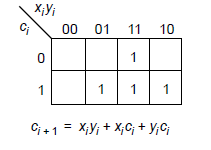 xᵢyᵢ
cᵢ
00 01 11 10
0 1
1 1 1 1
cᵢ ₊ ₁ = xᵢyᵢ + xᵢcᵢ + yᵢcᵢ